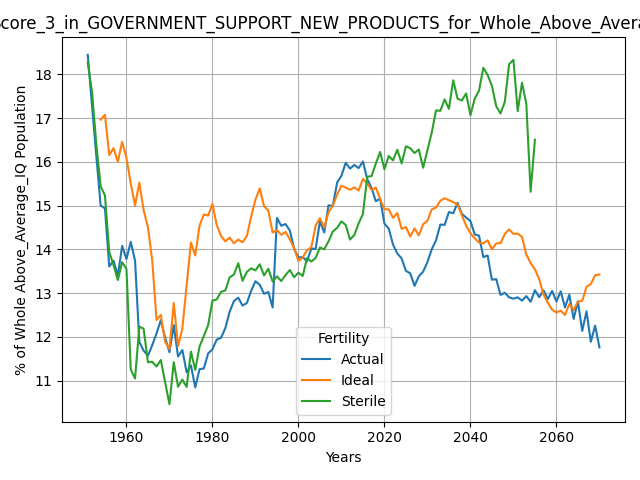 core_3_in_GOVERNMENT_SUPPORT_NEW_PRODUCTS_for_Whole_Above_Avera
% of Whole Above_Average_IQ Population
18
17
16
15
14
13
12
11
1960
1980
2000
2020
2040
2060
Years
Fertility
Actual
Ideal
Sterile